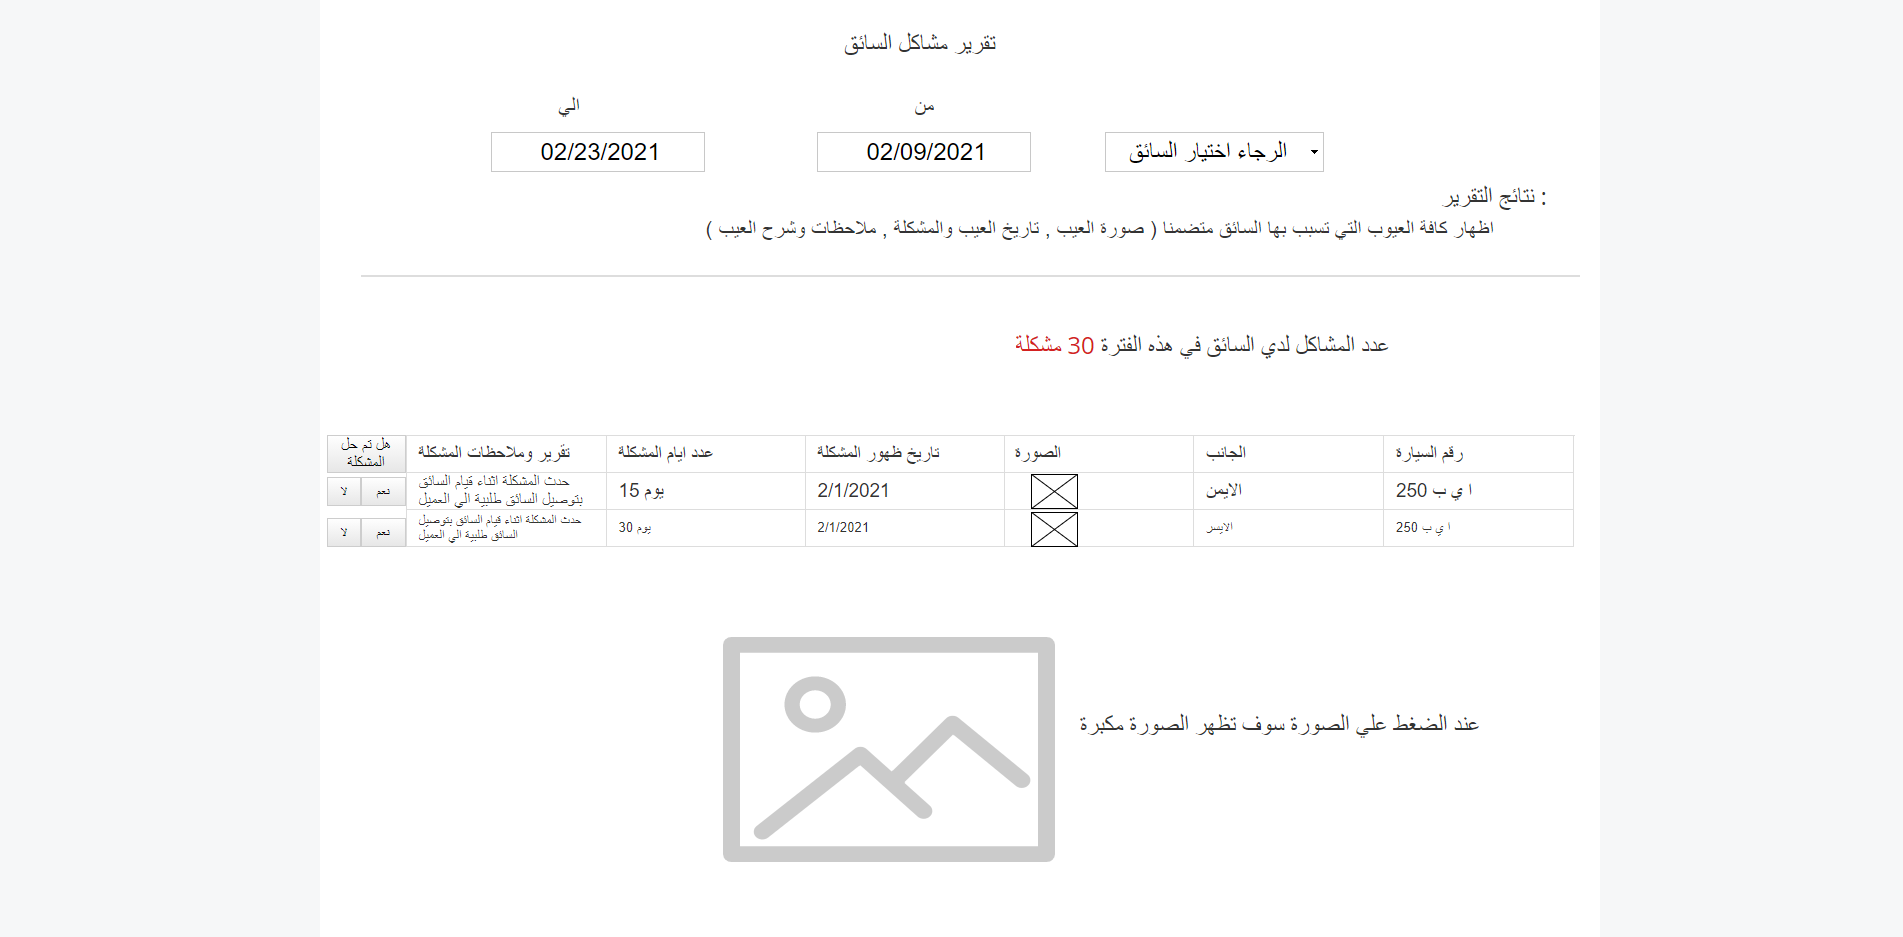 تقرير مشاكل السائق
من
الي
الرجاء اختيار السائق
02/09/2021
02/23/2021
نتائج التقرير :
اظهار كافة العيوب التي تسبب بها السائق متضمنا ( صورة العيب , تاريخ العيب والمشكلة , ملاحظات وشرح العيب )
عدد المشاكل لدي السائق في هذه الفترة 30 مشكلة
رقم السيارة
الجانب
الصورة
تاريخ ظهور المشكلة
عدد ايام المشكلة
تقرير وملاحظات المشكلة
هل تم حل
المشكلة
ا ي ب 250
الايمن
2/1/2021
15 يوم
حدث المشكلة اثناء قيام السائق
بتوصيل السائق طلبية الي العميل
نعم
لا
ا ي ب 250
الايسر
2/1/2021
30 يوم
حدث المشكلة اثناء قيام السائق بتوصيل
السائق طلبية الي العميل
نعم
لا
عند الضغط علي الصورة سوف تظهر الصورة مكبرة